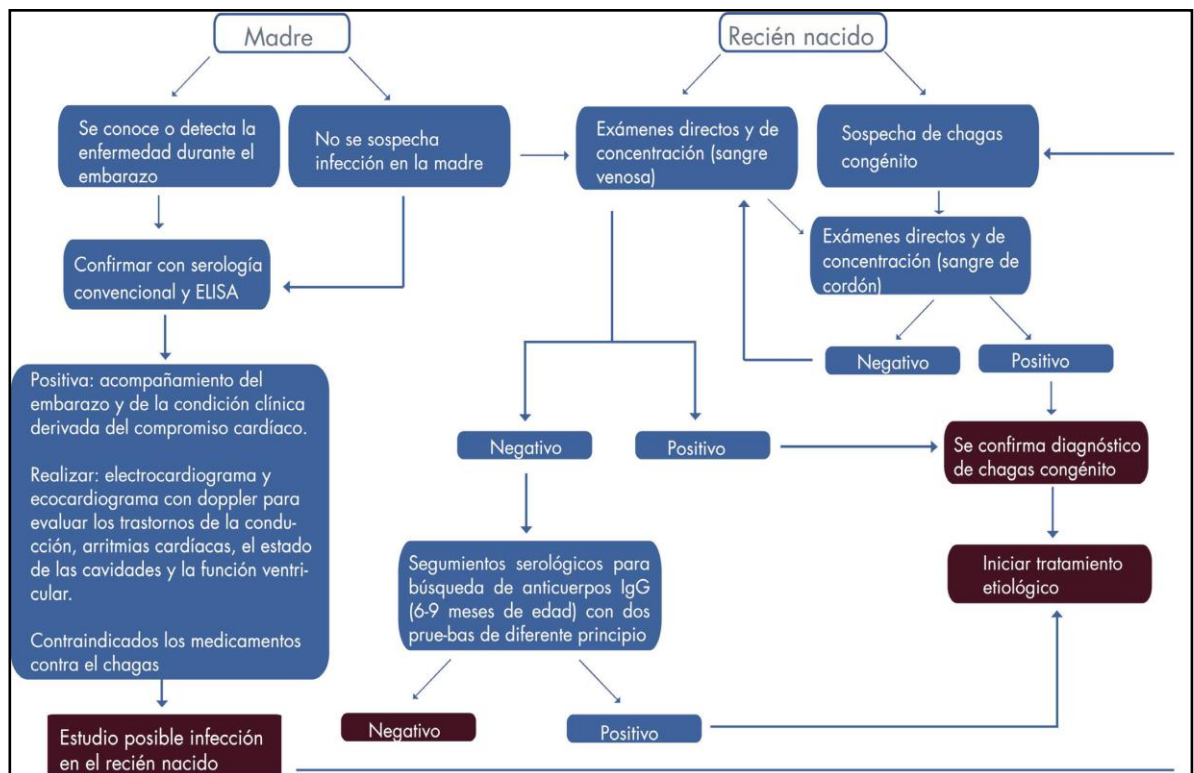 Madre
Recién nacido
Se conoce o detecta la
enfermedad durante el
embarazo
No se sospecha
infección en la madre
Exámenes directos y de
concentración (sangre
venosa)
Sospecha de chagas
congénito
Confirmar con serología
convencional y ELISA
Exámenes directos y de
concentración (sangre de
cordón)
Negativo
Positivo
Positiva: acompañamiento del
embarazo y de la condición clínica
derivada del compromiso cardíaco.
Realizar: electrocardiograma y
ecocardiograma con doppler para
evaluar los trastornos de la condu-
cción, arritmias cardíacas, el estado
de las cavidades y la función ventri-
cular.
Contraindicados los medicamentos
contra el chagas
Negativo
Positivo
Se confirma diagnóstico
de chagas congénito
Segumientos serológicos para
búsqueda de anticuerpos IgG
(6-9 meses de edad) con dos
prue-bas de diferente principio
Iniciar tratamiento
etiológico
Negativo
Positivo
Estudio posible infección
en el recién nacido